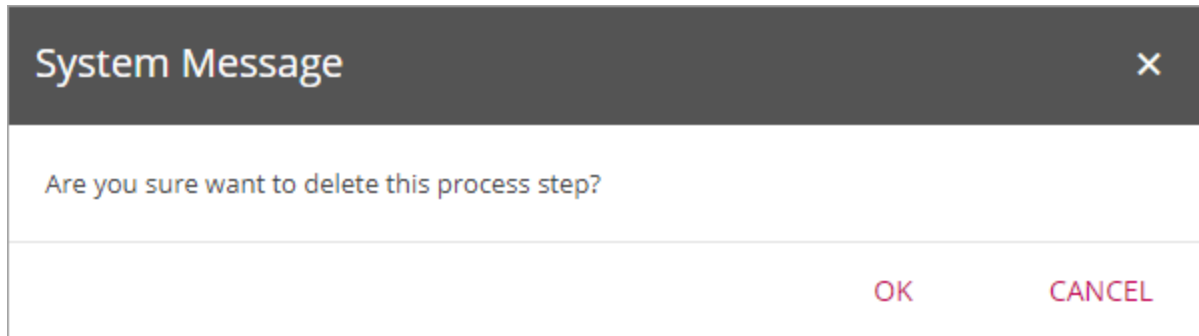 System Message ×
Are you sure want to delete this process step?
OK CANCEL